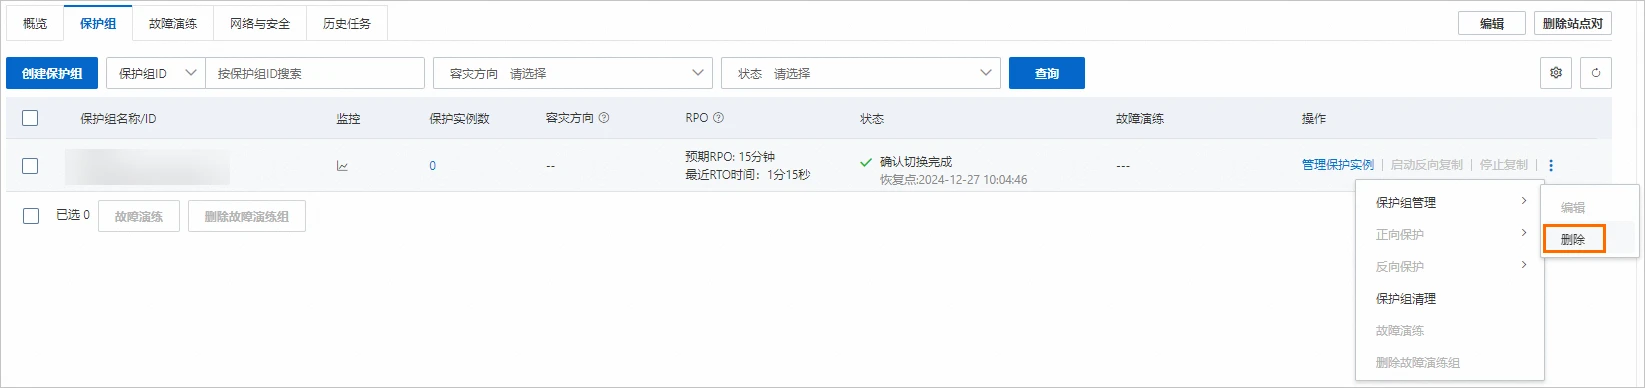 概览 保护组 故障演练 网络与安全 历史任务 编辑 删除站点对
创建保护组 保护组ID 按保护组ID搜索 容灾方向 请选择 状态 请选择 查询
保护组名称/ID 监控 保护实例数 容灾方向 RPO 状态 故障演练 操作
0 -- 预期RPO: 15分钟 确认切换完成 --- 管理保护实例 | 启动反向复制 | 停止复制 |
最近RTO时间：1分15秒 恢复点:2024-12-27 10:04:46
已选 0 故障演练 删除故障演练组
保护组管理
正向保护
反向保护
保护组清理
故障演练
删除故障演练组
编辑
删除